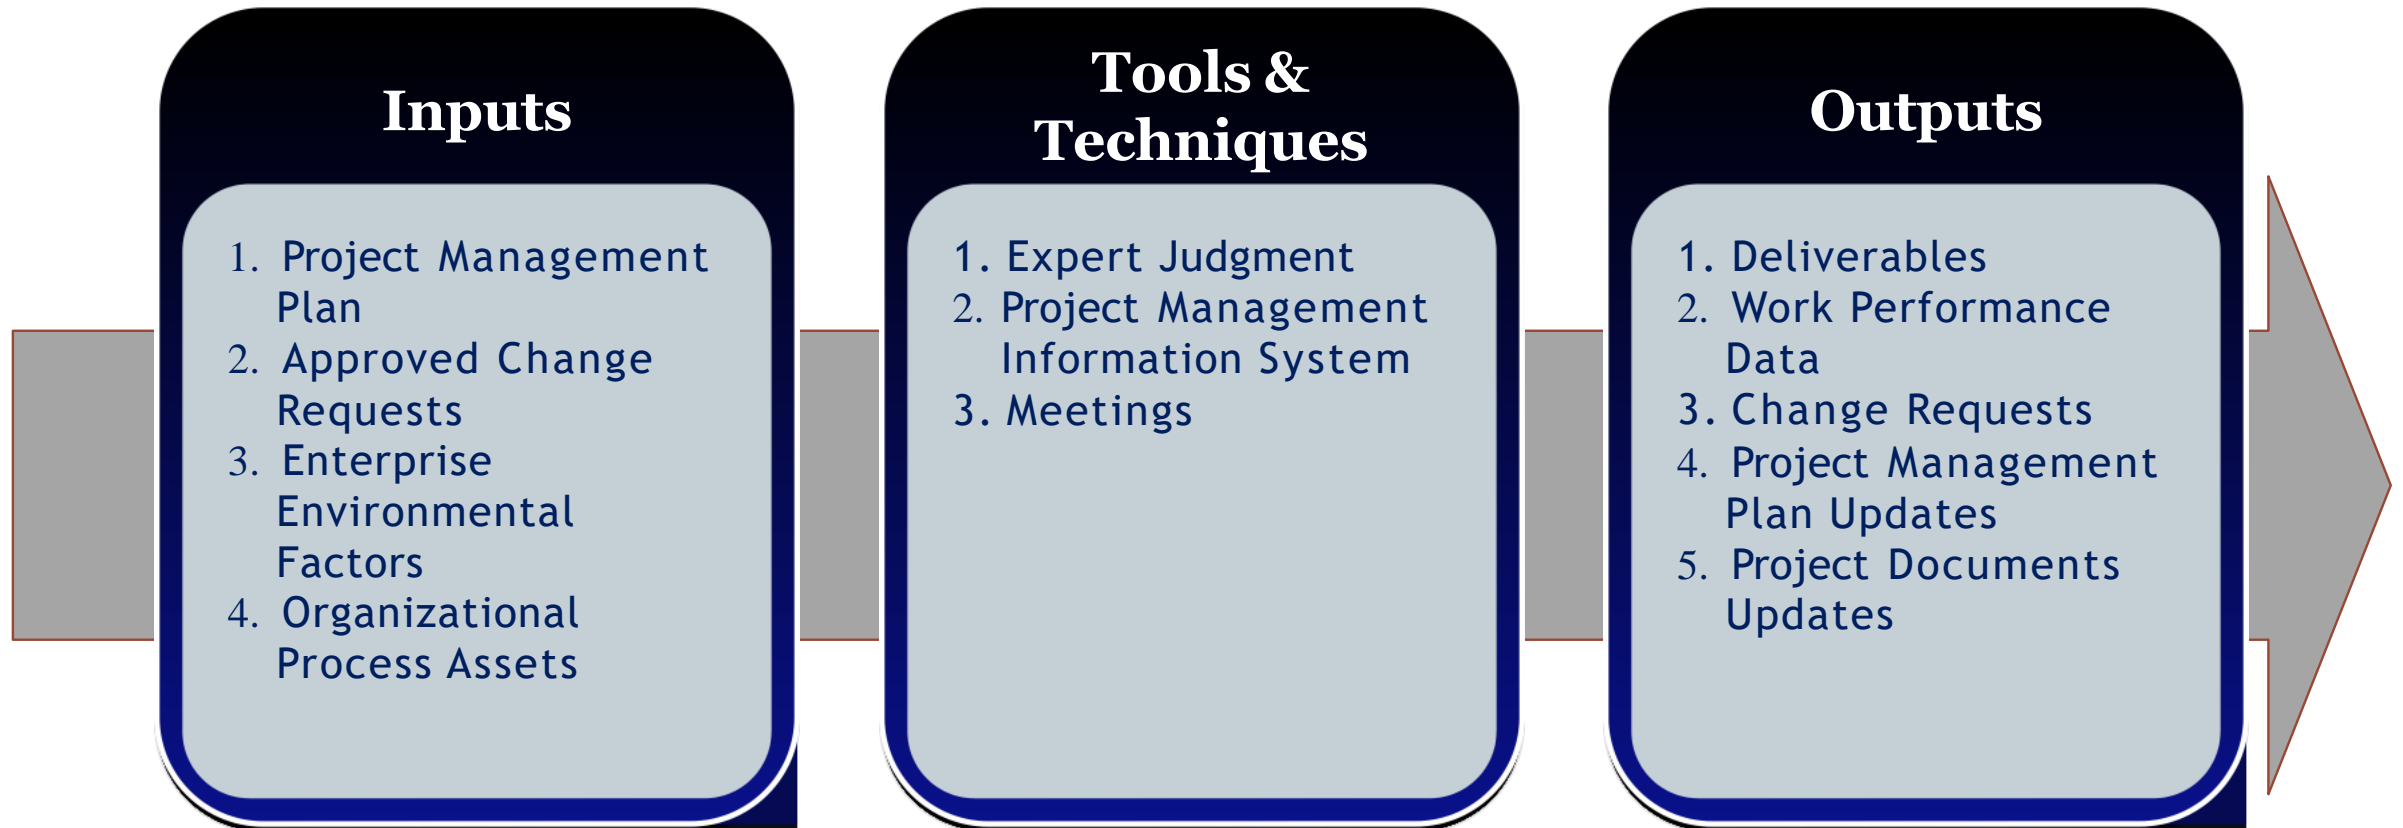 Inputs
1. Project Management
Plan
2. Approved Change
Requests
3. Enterprise
Environmental
Factors
4. Organizational
Process Assets
Tools &
Techniques
1. Expert Judgment
2. Project Management
Information System
3. Meetings
Outputs
1. Deliverables
2. Work Performance
Data
3. Change Requests
4. Project Management
Plan Updates
5. Project Documents
Updates